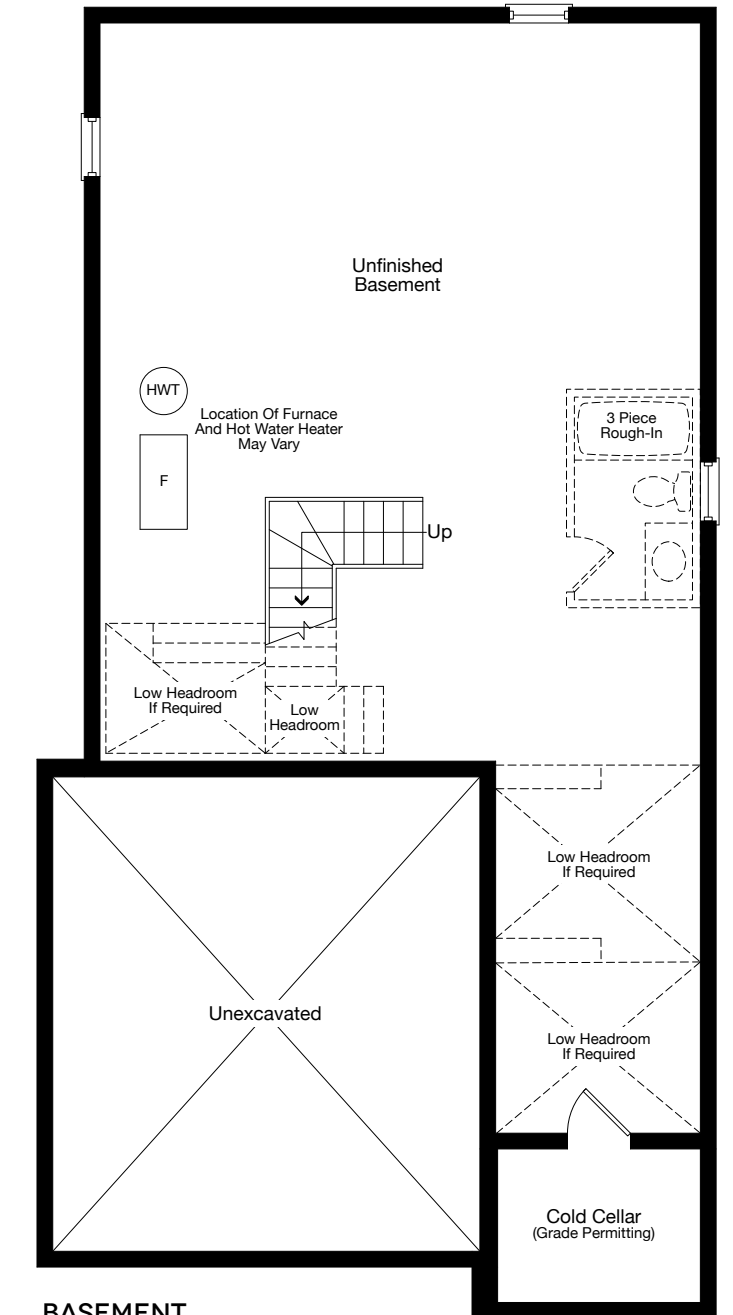 Unfinished
Basement
HWT
Location Of Furnace
And Hot Water Heater
May Vary
F
3 Piece
Rough-In
Up
Low Headroom
If Required
Low
Headroom
Low Headroom
If Required
Unexcavated
Low Headroom
If Required
Cold Cellar
(Grade Permitting)
BASEMENT